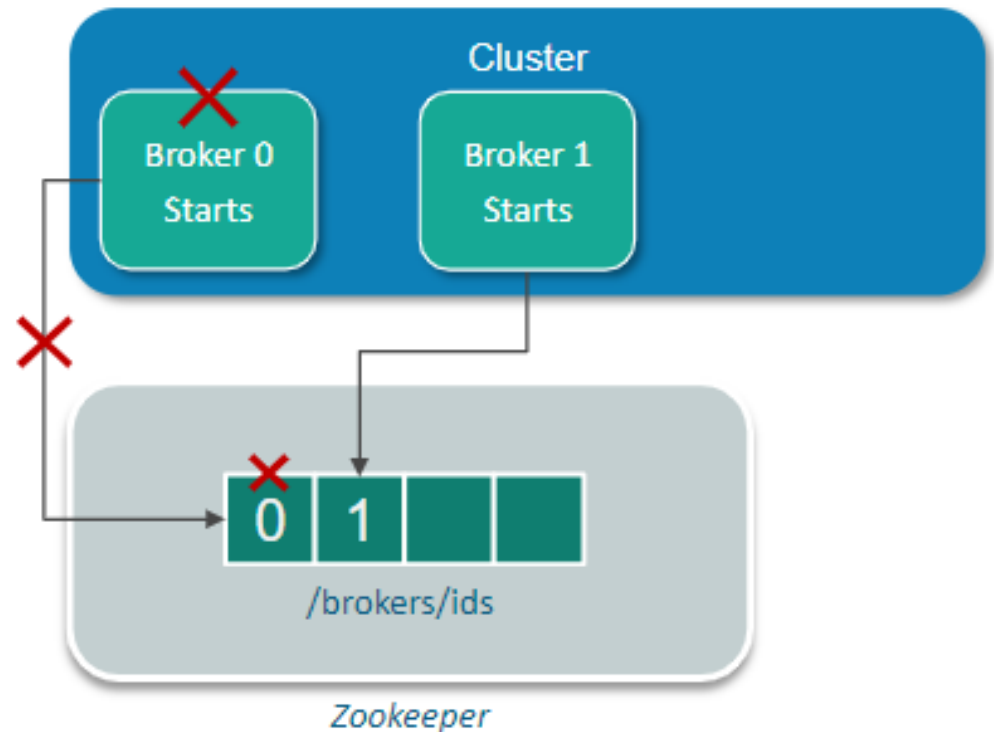 Cluster
Broker 0
Starts
Broker 1
Starts
0
1
/brokers/ids
Zookeeper